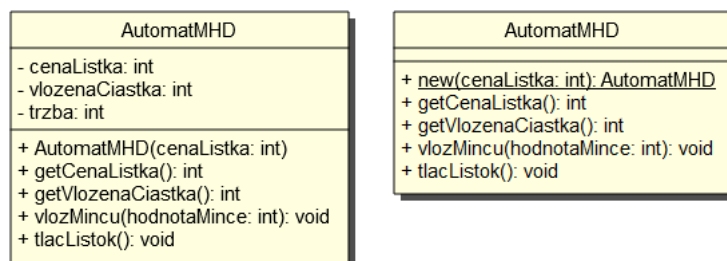 AutomatMHD
- cenaListka: int
- vlozenaCiastka: int
- trzba: int
+ AutomatMHD(cenaListka: int)
+ getCenaListka(): int
+ getVlozenaCiastka(): int
+ vlozMincu(hodnotaMince: int): void
+ tlacListok(): void
AutomatMHD
+ new(cenaListka: int): AutomatMHD
+ getCenaListka(): int
+ getVlozenaCiastka(): int
+ vlozMincu(hodnotaMince: int): void
+ tlacListok(): void